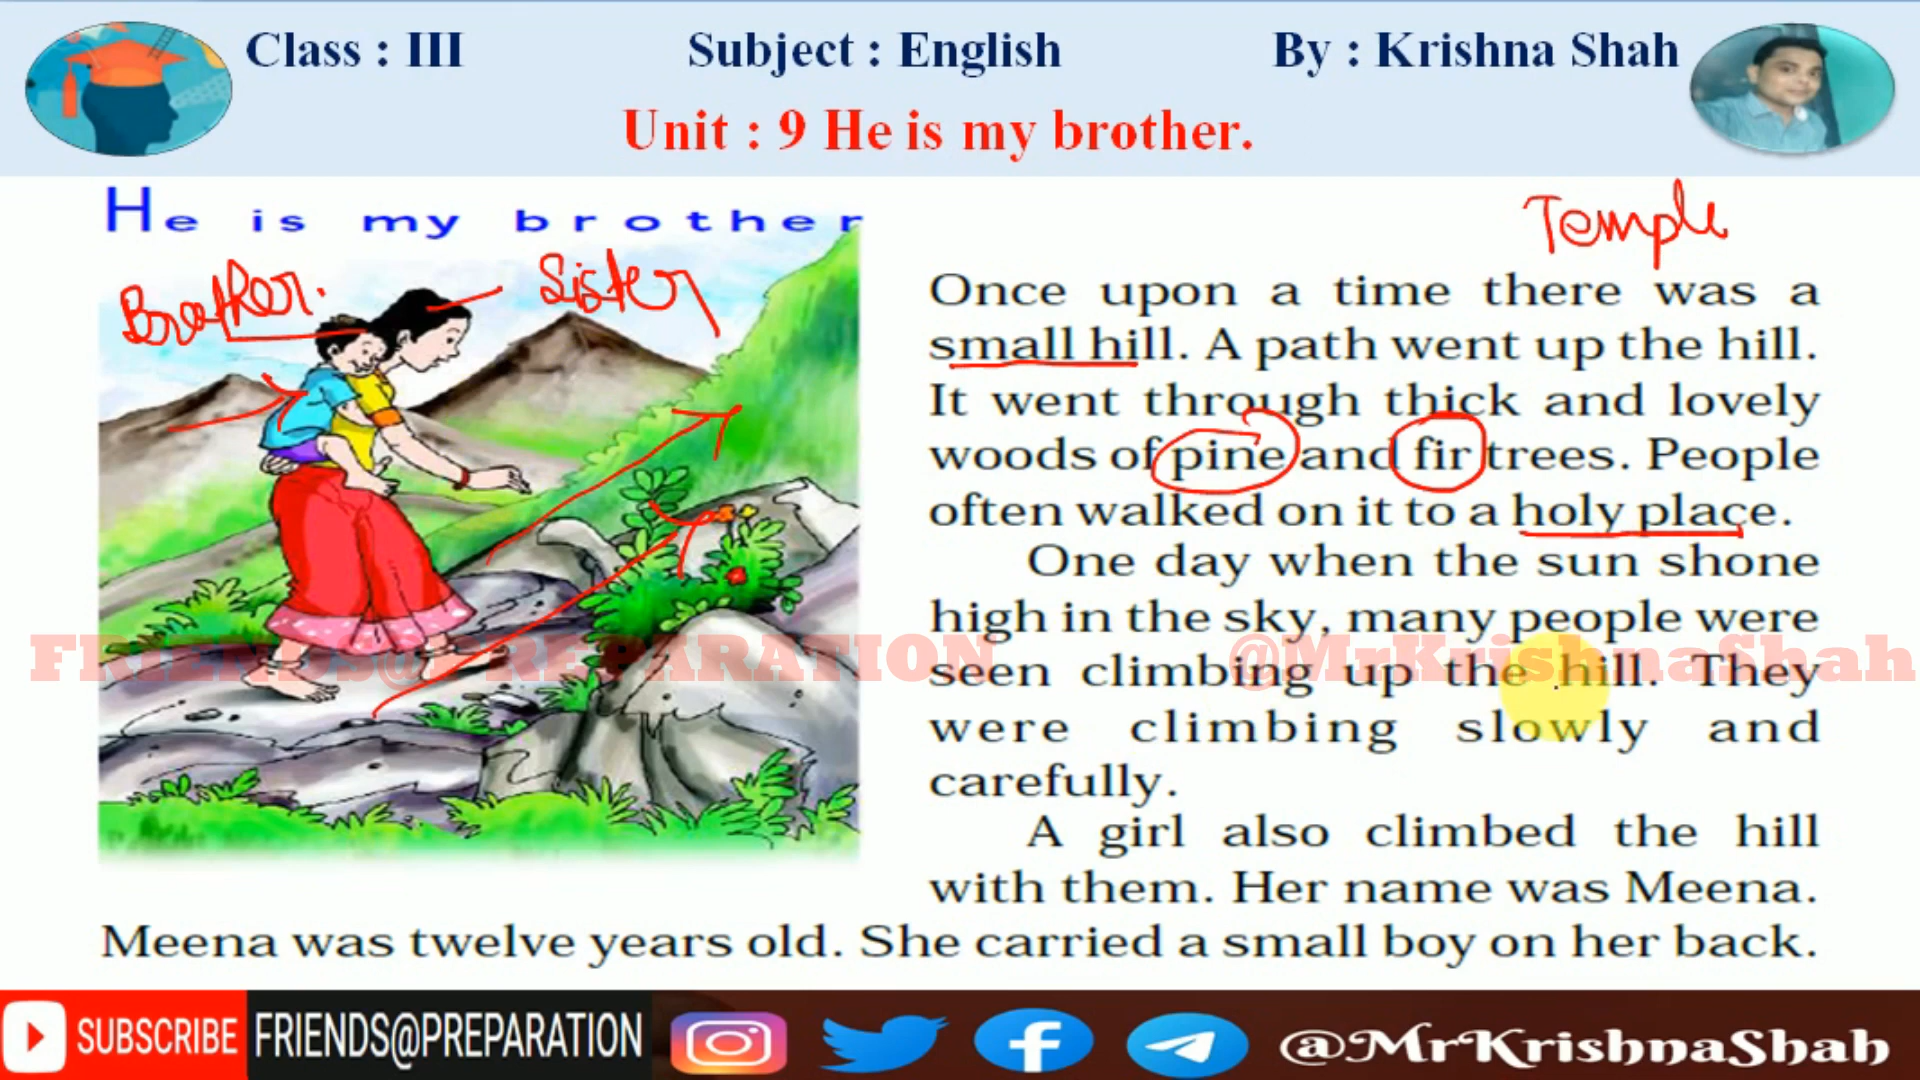 Class : III Subject : English By : Krishna Shah
Unit : 9 He is my brother.
He is my brother
Temple
Brother. Sister
Once upon a time there was a
small hill. A path went up the hill.
It went through thick and lovely
woods of pine and fir trees. People
often walked on it to a holy place.
One day when the sun shone
high in the sky, many people were
FRIENDS@PREPARATION @MrKrishnaShah
seen climbing up the hill. They
were climbing slowly and
carefully.
A girl also climbed the hill
with them. Her name was Meena.
Meena was twelve years old. She carried a small boy on her back.
SUBSCRIBE FRIENDS@PREPARATION @MrKrishnaShah